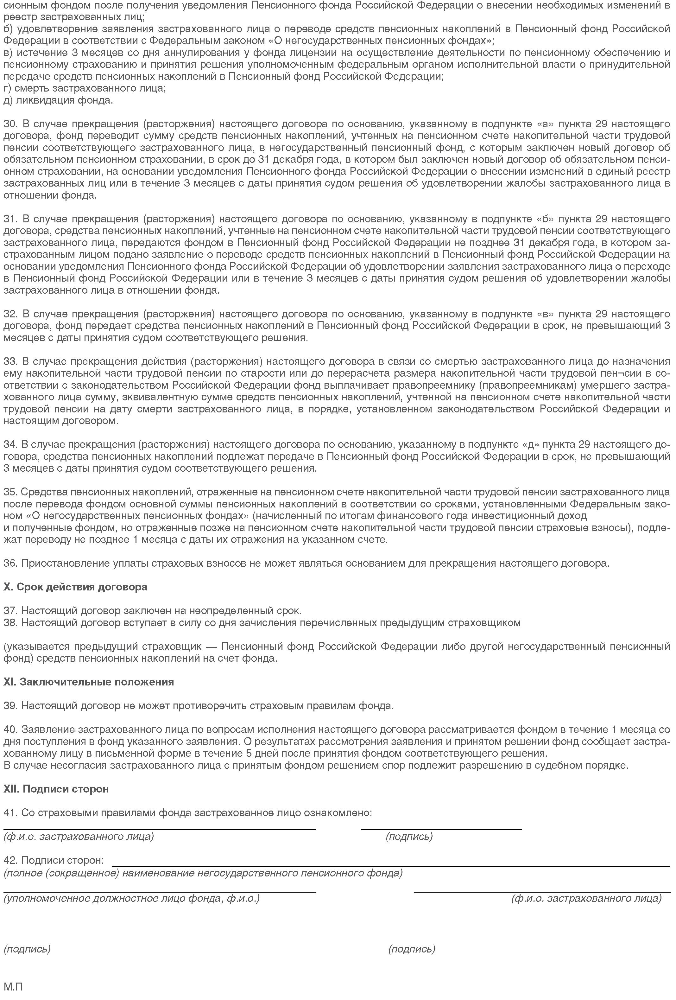 сионным фондом после получения уведомления Пенсионного фонда Российской Федерации о внесении необходимых изменений в
реестр застрахованных лиц;
б) удовлетворение заявления застрахованного лица о переводе средств пенсионных накоплений в Пенсионный фонд Российской
Федерации в соответствии с Федеральным законом «О негосударственных пенсионных фондах»;
в) истечение 3 месяцев со дня аннулирования у фонда лицензии на осуществление деятельности по пенсионному обеспечению и
пенсионному страхованию и принятия решения уполномоченным федеральным органом исполнительной власти о принудительной
передаче средств пенсионных накоплений в Пенсионный фонд Российской Федерации;
г) смерть застрахованного лица;
д) ликвидация фонда.
30. В случае прекращения (расторжения) настоящего договора по основанию, указанному в подпункте «а» пункта 29 настоящего
договора, фонд переводит сумму средств пенсионных накоплений, учтенных на пенсионном счете накопительной части трудовой
пенсии соответствующего застрахованного лица, в негосударственный пенсионный фонд, с которым заключен новый договор об
обязательном пенсионном страховании, в срок до 31 декабря года, в котором был заключен новый договор об обязательном пенси-
онном страховании, на основании уведомления Пенсионного фонда Российской Федерации о внесении изменений в единый реестр
застрахованных лиц или в течение 3 месяцев с даты принятия судом решения об удовлетворении жалобы застрахованного лица в
отношении фонда.
31. В случае прекращения (расторжения) настоящего договора по основанию, указанному в подпункте «б» пункта 29 настоящего
договора, средства пенсионных накоплений, учтенные на пенсионном счете накопительной части трудовой пенсии соответствующего
застрахованного лица, передаются фондом в Пенсионный фонд Российской Федерации не позднее 31 декабря года, в котором за-
страхованным лицом подано заявление о переводе средств пенсионных накоплений в Пенсионный фонд Российской Федерации на
основании уведомления Пенсионного фонда Российской Федерации об удовлетворении заявления застрахованного лица о переходе
в Пенсионный фонд Российской Федерации или в течение 3 месяцев с даты принятия судом решения об удовлетворении жалобы
застрахованного лица в отношении фонда.
32. В случае прекращения (расторжения) настоящего договора по основанию, указанному в подпункте «в» пункта 29 настоящего
договора, фонд передает средства пенсионных накоплений в Пенсионный фонд Российской Федерации в срок, не превышающий 3
месяцев с даты принятия судом соответствующего решения.
33. В случае прекращения действия (расторжения) настоящего договора в связи со смертью застрахованного лица до назначения
ему накопительной части трудовой пенсии по старости или до перерасчета размера накопительной части трудовой пен¬сии в со-
ответствии с законодательством Российской Федерации фонд выплачивает правопреемнику (правопреемникам) умершего застра-
хованного лица сумму, эквивалентную сумме средств пенсионных накоплений, учтенной на пенсионном счете накопительной части
трудовой пенсии на дату смерти застрахованного лица, в порядке, установленном законодательством Российской Федерации и
настоящим договором.
34. В случае прекращения (расторжения) настоящего договора по основанию, указанному в подпункте «д» пункта 29 настоящего до-
говора, средства пенсионных накоплений подлежат передаче в Пенсионный фонд Российской Федерации в срок, не превышающий
3 месяцев с даты принятия судом соответствующего решения.
35. Средства пенсионных накоплений, отраженные на пенсионном счете накопительной части трудовой пенсии застрахованного лица
после перевода фондом основной суммы пенсионных накоплений в соответствии со сроками, установленными Федеральным зако-
ном «О негосударственных пенсионных фондах» (начисленный по итогам финансового года инвестиционный доход
и полученные фондом, но отраженные позже на пенсионном счете накопительной части трудовой пенсии страховые взносы), подле-
жат переводу не позднее 1 месяца с даты их отражения на указанном счете.
36. Приостановление уплаты страховых взносов не может являться основанием для прекращения настоящего договора.
X. Срок действия договора
37. Настоящий договор заключен на неопределенный срок.
38. Настоящий договор вступает в силу со дня зачисления перечисленных предыдущим страховщиком
(указывается предыдущий страховщик — Пенсионный фонд Российской Федерации либо другой негосударственный пенсионный
фонд) средств пенсионных накоплений на счет фонда.
XI. Заключительные положения
39. Настоящий договор не может противоречить страховым правилам фонда.
40. Заявление застрахованного лица по вопросам исполнения настоящего договора рассматривается фондом в течение 1 месяца со
дня поступления в фонд указанного заявления. О результатах рассмотрения заявления и принятом решении фонд сообщает застра-
хованному лицу в письменной форме в течение 5 дней после принятия фондом соответствующего решения.
В случае несогласия застрахованного лица с принятым фондом решением спор подлежит разрешению в судебном порядке.
XII. Подписи сторон
41. Со страховыми правилами фонда застрахованное лицо ознакомлено:
(ф.и.о. застрахованного лица) (подпись)
42. Подписи сторон:
(полное (сокращенное) наименование негосударственного пенсионного фонда)
(уполномоченное должностное лицо фонда, ф.и.о.) (ф.и.о. застрахованного лица)
(подпись) (подпись)
М.П